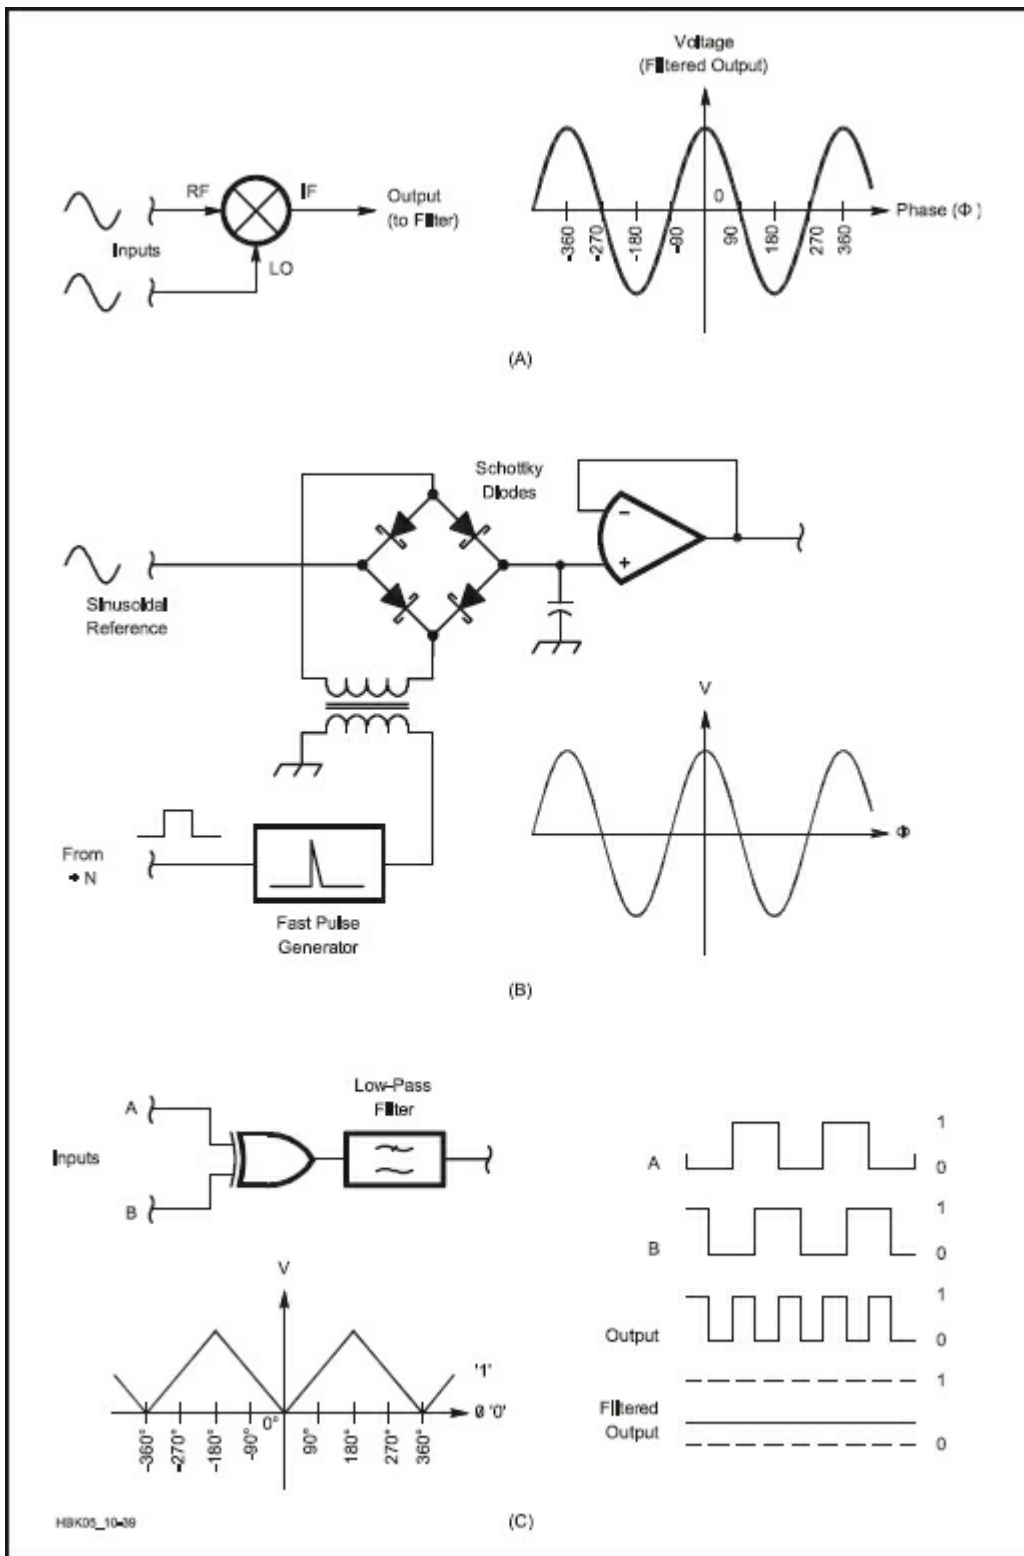 Voltage
(Filtered Output)
RF
IF
Output
(to Filter)
Inputs
LO
0
Phase (Φ )
-360
-270
-180
-90
90
180
270
360
(A)
Schottky
Diodes
−
+
Sinusoidal
Reference
V
Φ
From
÷ N
Fast Pulse
Generator
(B)
Low–Pass
Filter
A
Inputs
B
A
1
0
B
1
0
Output
1
0
Filtered
Output
1
0
V
'1'
ø '0'
0°
-360°
-270°
-180°
-90°
90°
180°
270°
360°
HBK05_10-39
(C)